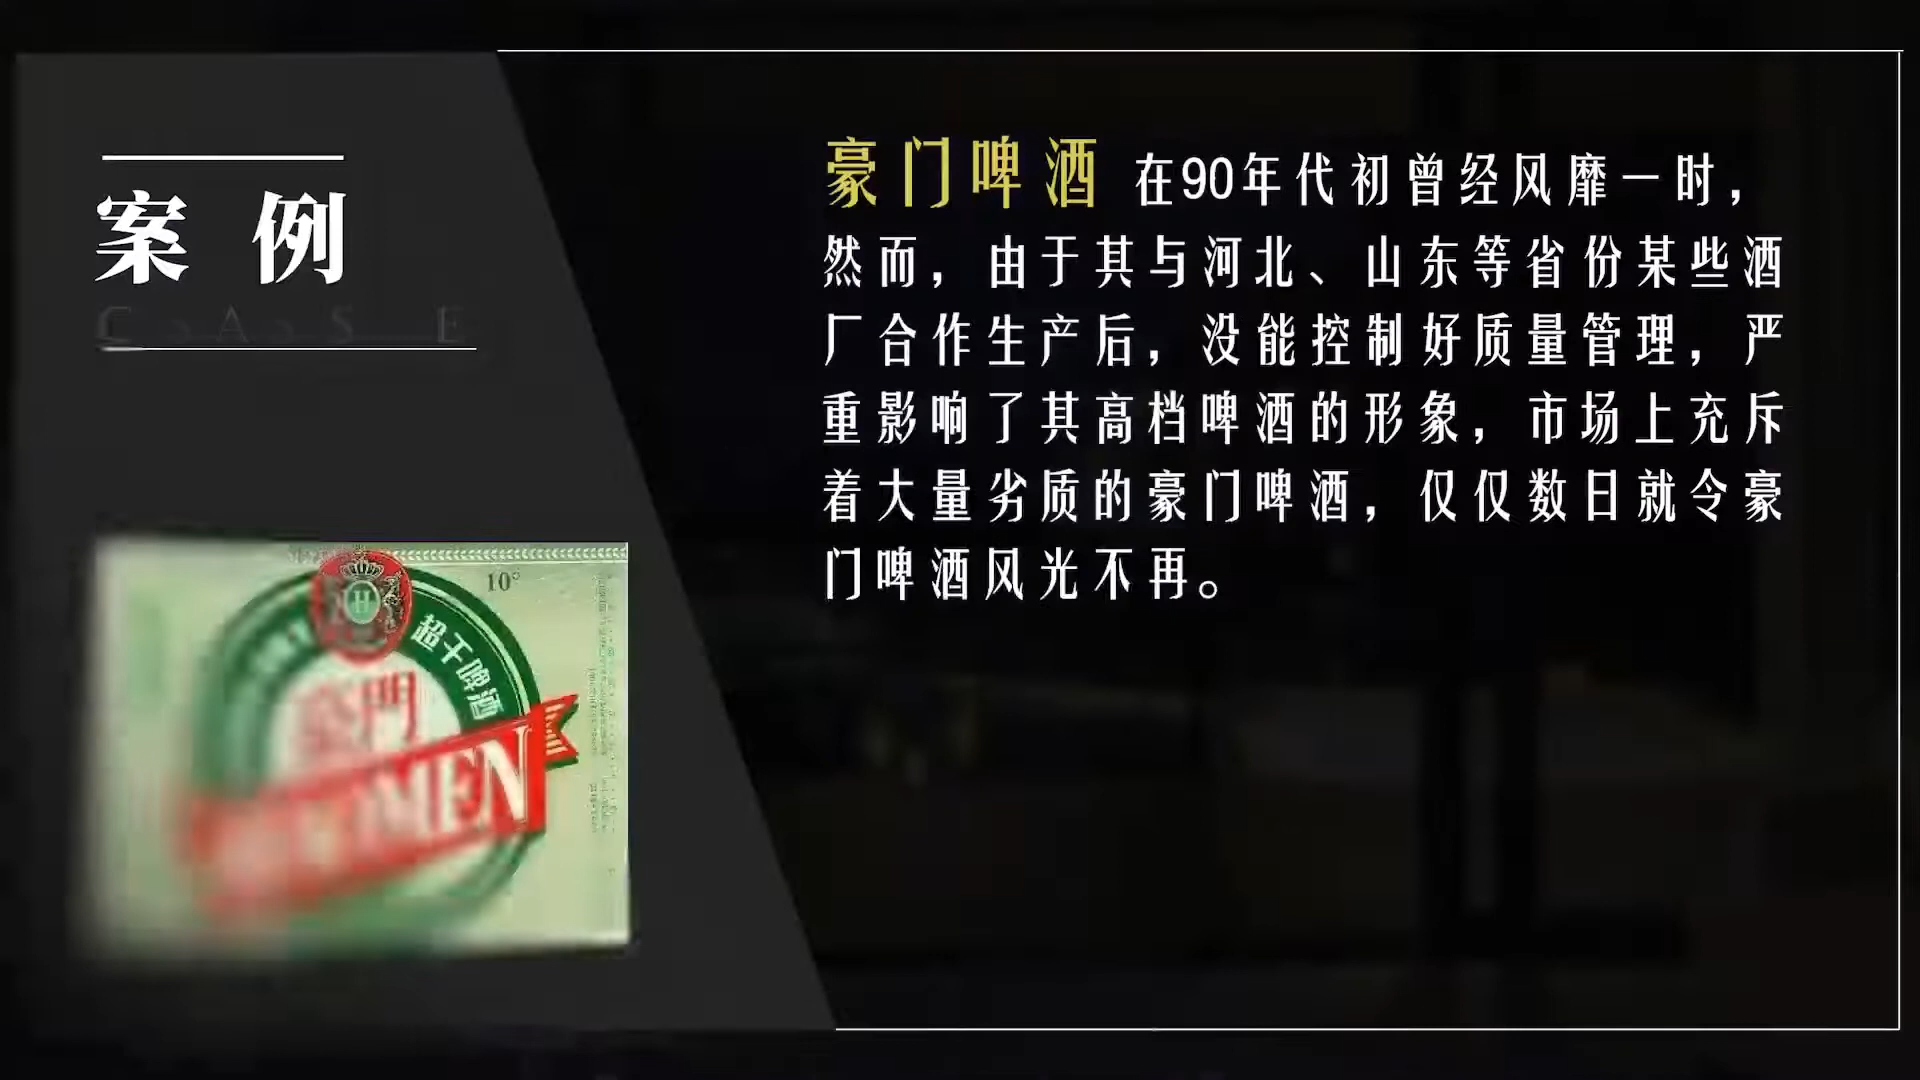 案例
CASE
豪门啤酒 在90年代初曾经风靡一时，
然而，由于其与河北、山东等省份某些酒
厂合作生产后，没能控制好质量管理，严
重影响了其高档啤酒的形象，市场上充斥
着大量劣质的豪门啤酒，仅仅数日就令豪
门啤酒风光不再。
10°
H
超干啤酒
門
MEN